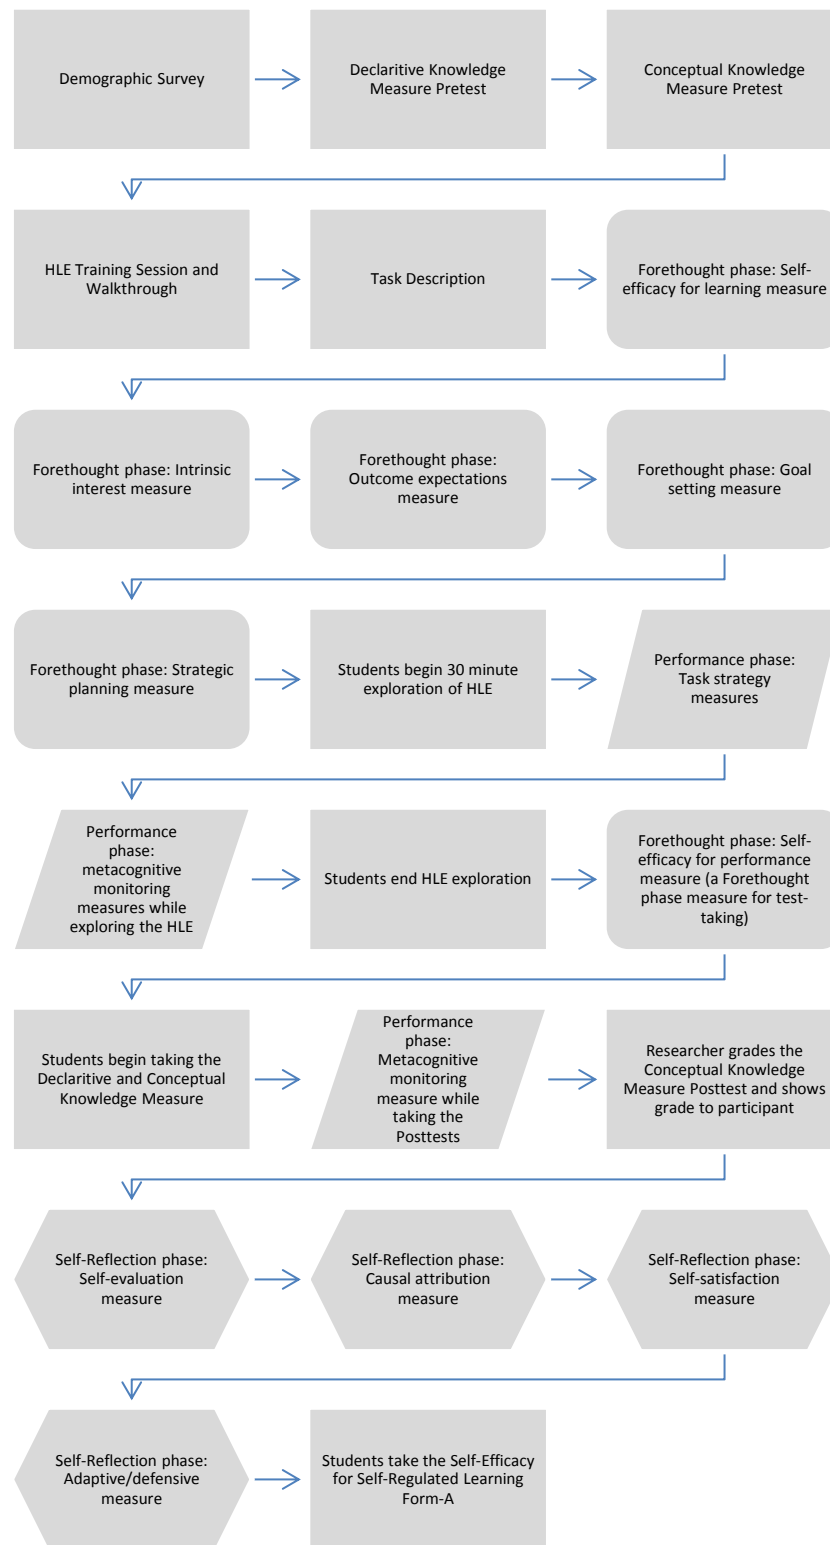 Demographic Survey
Declaritive Knowledge
Measure Pretest
Conceptual Knowledge
Measure Pretest
HLE Training Session and
Walkthrough
Task Description
Forethought phase: Self-
efficacy for learning measure
Forethought phase: Intrinsic
interest measure
Forethought phase:
Outcome expectations
measure
Forethought phase: Goal
setting measure
Forethought phase: Strategic
planning measure
Students begin 30 minute
exploration of HLE
Performance phase:
Task strategy
measures
Performance
phase:
metacognitive
monitoring
measures while
exploring the HLE
Students end HLE exploration
Forethought phase: Self-
efficacy for performance
measure (a Forethought
phase measure for test-
taking)
Students begin taking the
Declaritive and Conceptual
Knowledge Measure
Performance
phase:
Metacognitive
monitoring
measure while
taking the
Posttests
Researcher grades the
Conceptual Knowledge
Measure Posttest and shows
grade to participant
Self-Reflection phase:
Self-evaluation
measure
Self-Reflection phase:
Causal attribution
measure
Self-Reflection phase:
Self-satisfaction
measure
Self-Reflection phase:
Adaptive/defensive
measure
Students take the Self-Efficacy
for Self-Regulated Learning
Form-A